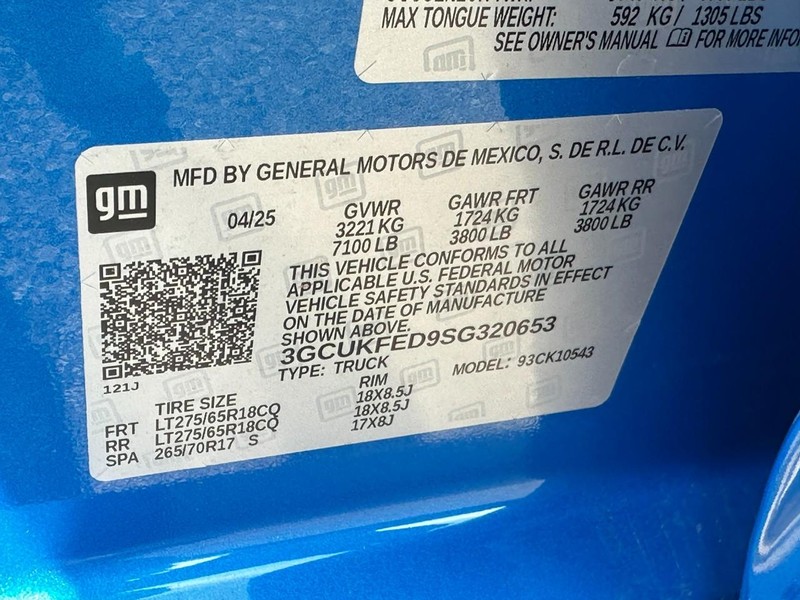 MAX TONGUE WEIGHT: 592 KG / 1305 LBS
SEE OWNER'S MANUAL FOR MORE INFO
gm
MFD BY GENERAL MOTORS DE MEXICO, S. DE R.L. DE C.V.
04/25 GVWR GAWR FRT GAWR RR
3221 KG 1724 KG 1724 KG
7100 LB 3800 LB 3800 LB
THIS VEHICLE CONFORMS TO ALL
APPLICABLE U.S. FEDERAL MOTOR
VEHICLE SAFETY STANDARDS IN EFFECT
ON THE DATE OF MANUFACTURE
SHOWN ABOVE.
3GCUKFED9SG320653
TYPE: TRUCK MODEL: 93CK10543
121J
TIRE SIZE RIM
FRT LT275/65R18CQ 18X8.5J
RR LT275/65R18CQ 18X8.5J
SPA 265/70R17 S 17X8J